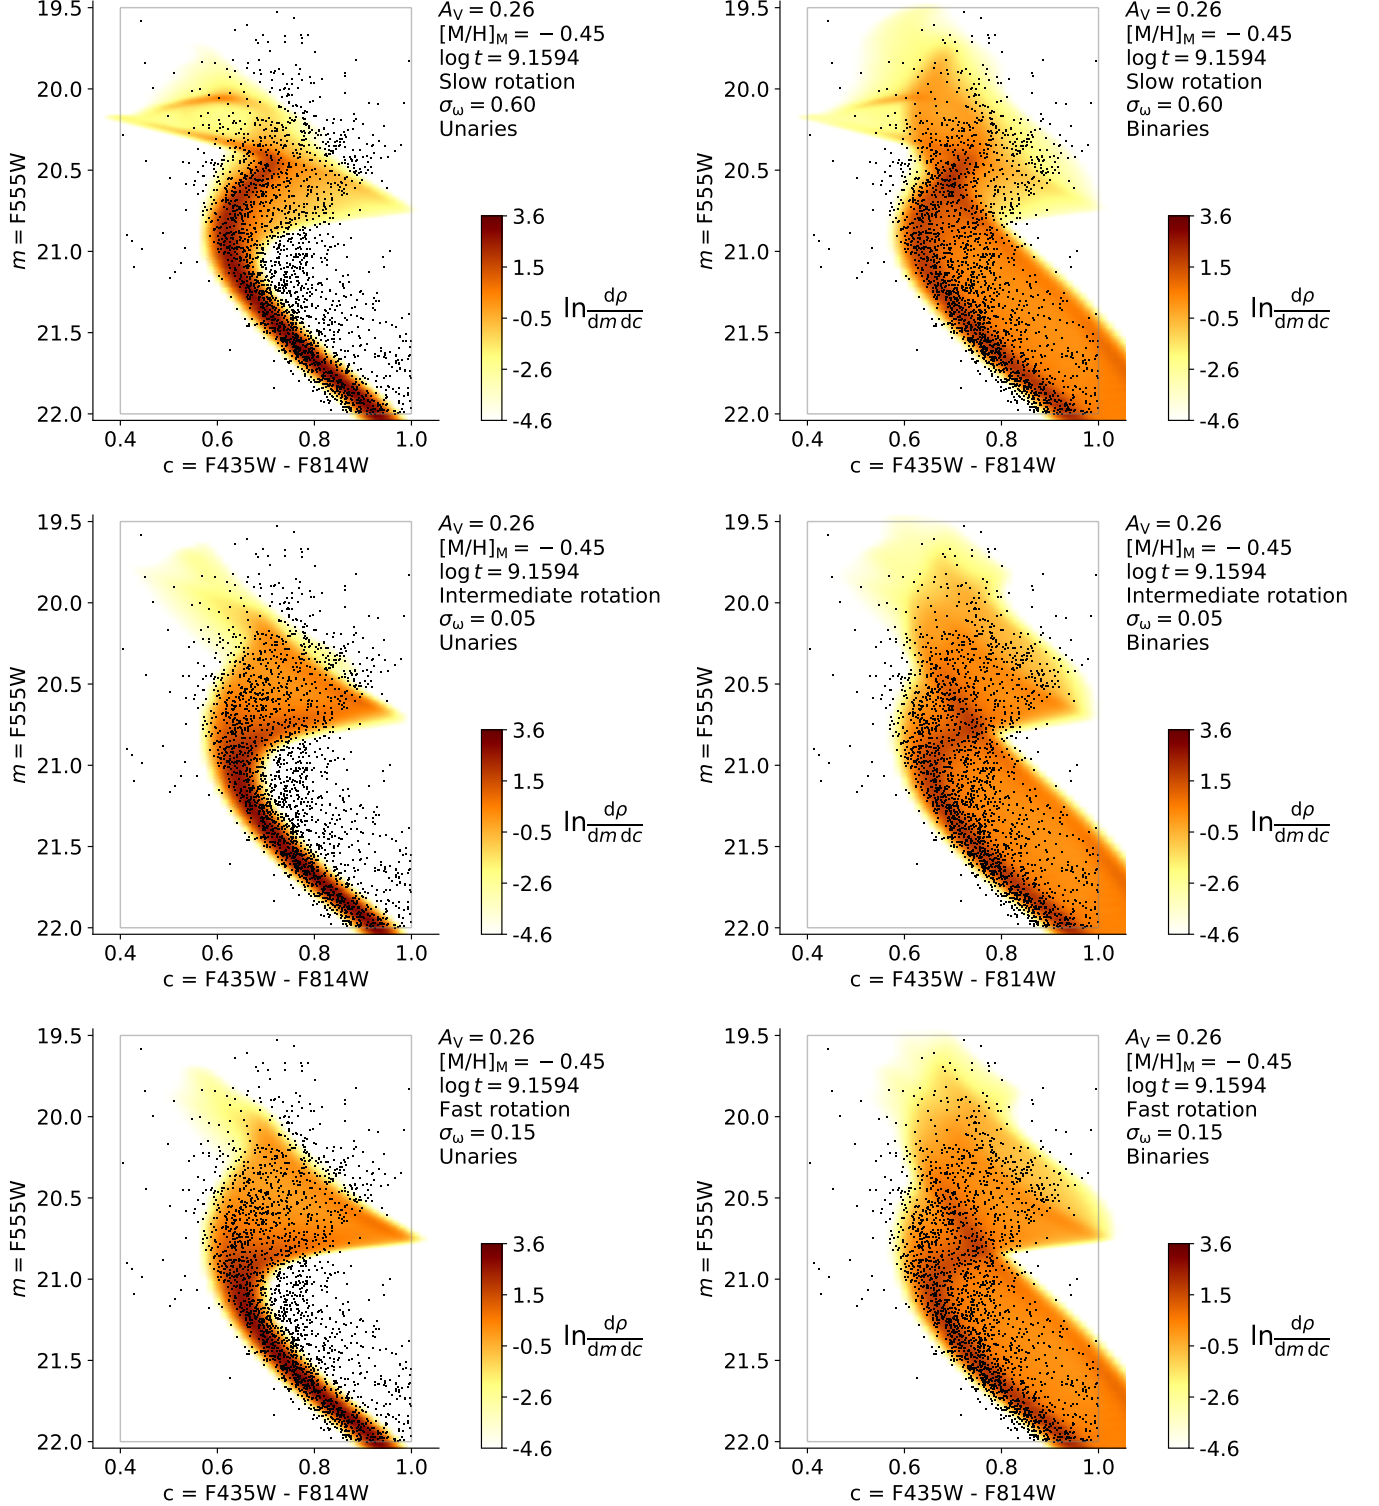 19.5
20.0
20.5
21.0
21.5
22.0
m = F555W
0.4 0.6 0.8 1.0
c = F435W - F814W
A_V = 0.26
[M/H]_M = − 0.45
log t = 9.1594
Slow rotation
σ_ω = 0.60
Unaries
3.6
1.5
-0.5
-2.6
-4.6
ln dρ/dm dc
19.5
20.0
20.5
21.0
21.5
22.0
m = F555W
0.4 0.6 0.8 1.0
c = F435W - F814W
A_V = 0.26
[M/H]_M = − 0.45
log t = 9.1594
Slow rotation
σ_ω = 0.60
Binaries
3.6
1.5
-0.5
-2.6
-4.6
ln dρ/dm dc
19.5
20.0
20.5
21.0
21.5
22.0
m = F555W
0.4 0.6 0.8 1.0
c = F435W - F814W
A_V = 0.26
[M/H]_M = − 0.45
log t = 9.1594
Intermediate rotation
σ_ω = 0.05
Unaries
3.6
1.5
-0.5
-2.6
-4.6
ln dρ/dm dc
19.5
20.0
20.5
21.0
21.5
22.0
m = F555W
0.4 0.6 0.8 1.0
c = F435W - F814W
A_V = 0.26
[M/H]_M = − 0.45
log t = 9.1594
Intermediate rotation
σ_ω = 0.05
Binaries
3.6
1.5
-0.5
-2.6
-4.6
ln dρ/dm dc
19.5
20.0
20.5
21.0
21.5
22.0
m = F555W
0.4 0.6 0.8 1.0
c = F435W - F814W
A_V = 0.26
[M/H]_M = − 0.45
log t = 9.1594
Fast rotation
σ_ω = 0.15
Unaries
3.6
1.5
-0.5
-2.6
-4.6
ln dρ/dm dc
19.5
20.0
20.5
21.0
21.5
22.0
m = F555W
0.4 0.6 0.8 1.0
c = F435W - F814W
A_V = 0.26
[M/H]_M = − 0.45
log t = 9.1594
Fast rotation
σ_ω = 0.15
Binaries
3.6
1.5
-0.5
-2.6
-4.6
ln dρ/dm dc